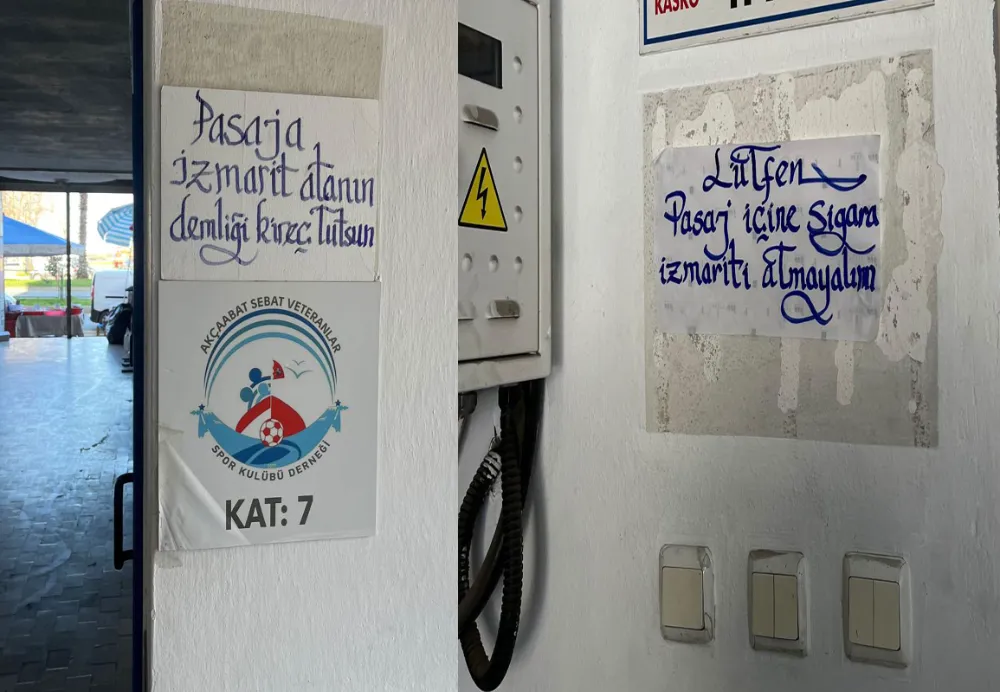 Pasaja
izmarit atanın
demliği kireç tutsun
AKÇAABAT SEBAT VETERANLAR
SPOR KULÜBÜ DERNEĞİ
KAT: 7
KASKO
Lütfen
Pasaj içine sigara
izmariti atmayalım